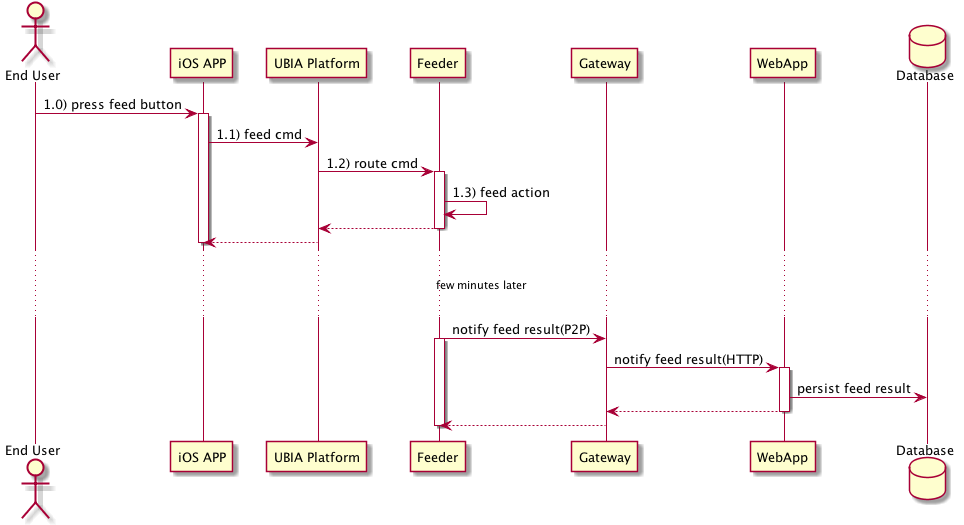 End User
iOS APP
UBIA Platform
Feeder
Gateway
WebApp
Database
1.0) press feed button
1.1) feed cmd
1.2) route cmd
1.3) feed action
few minutes later
notify feed result(P2P)
notify feed result(HTTP)
persist feed result
End User
iOS APP
UBIA Platform
Feeder
Gateway
WebApp
Database